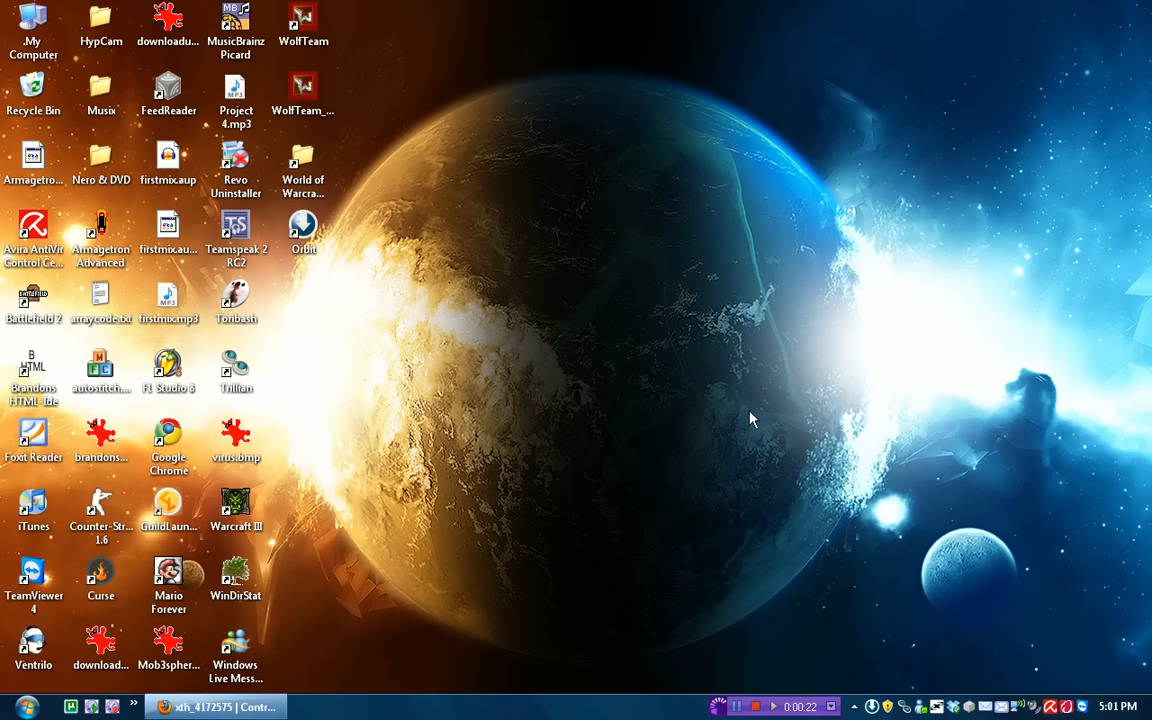 .My
Computer
HypCam
downloadu...
MusicBrainz
Picard
WolfTeam
Recycle Bin
Musix
FeedReader
Project
4.mp3
WolfTeam_...
Armagetro...
Nero & DVD
firstmix.aup
Revo
Uninstaller
World of
Warcra...
Avira AntiVir
Control Ce...
Armagetron
Advanced
firstmix.au...
Teamspeak 2
RC2
Orbit
Battlefield 2
arraycode.txt
firstmix.mp3
Toribash
B
HTML
Brandons
HTML-Ide
autostitch....
FL Studio 8
Trillian
Foxit Reader
brandons...
Google
Chrome
virus.bmp
iTunes
Counter-Str...
1.6
GuildLaun...
Warcraft III
TeamViewer
4
Curse
Mario
Forever
WinDirStat
Ventrilo
download...
Mob3spher...
Windows
Live Mess...
xth_4172575 | Contr...
0:00:22
5:01 PM